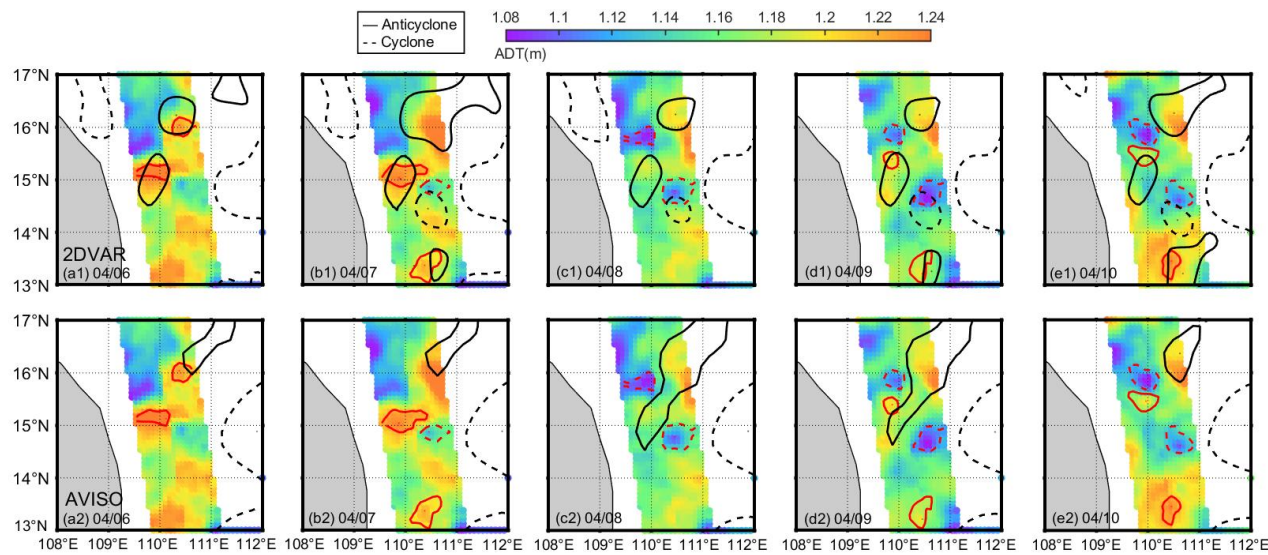 Anticyclone
Cyclone
1.08 1.1 1.12 1.14 1.16 1.18 1.2 1.22 1.24
ADT(m)
17°N
16°N
15°N
14°N
13°N
2DVAR
(a1) 04/06
(b1) 04/07
(c1) 04/08
(d1) 04/09
(e1) 04/10
17°N
16°N
15°N
14°N
13°N
AVISO
(a2) 04/06
(b2) 04/07
(c2) 04/08
(d2) 04/09
(e2) 04/10
108°E 109°E 110°E 111°E 112°E 108°E 109°E 110°E 111°E 112°E 108°E 109°E 110°E 111°E 112°E 108°E 109°E 110°E 111°E 112°E 108°E 109°E 110°E 111°E 112°E